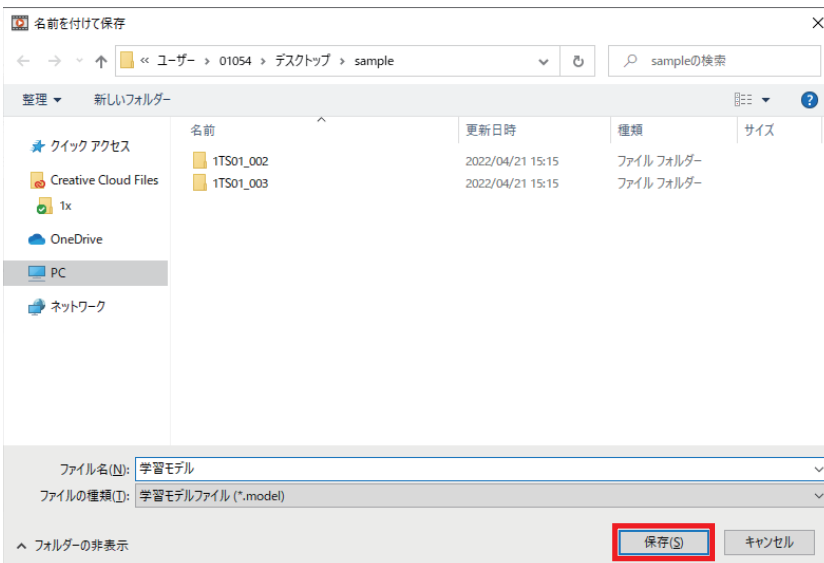 名前を付けて保存
« ユーザー › 01054 › デスクトップ › sample
sampleの検索
整理
新しいフォルダー
名前 更新日時 種類 サイズ
クイック アクセス
Creative Cloud Files
1x
OneDrive
PC
ネットワーク
1TS01_002 2022/04/21 15:15 ファイル フォルダー
1TS01_003 2022/04/21 15:15 ファイル フォルダー
ファイル名(N): 学習モデル
ファイルの種類(T): 学習モデルファイル (*.model)
フォルダーの非表示
保存(S) キャンセル